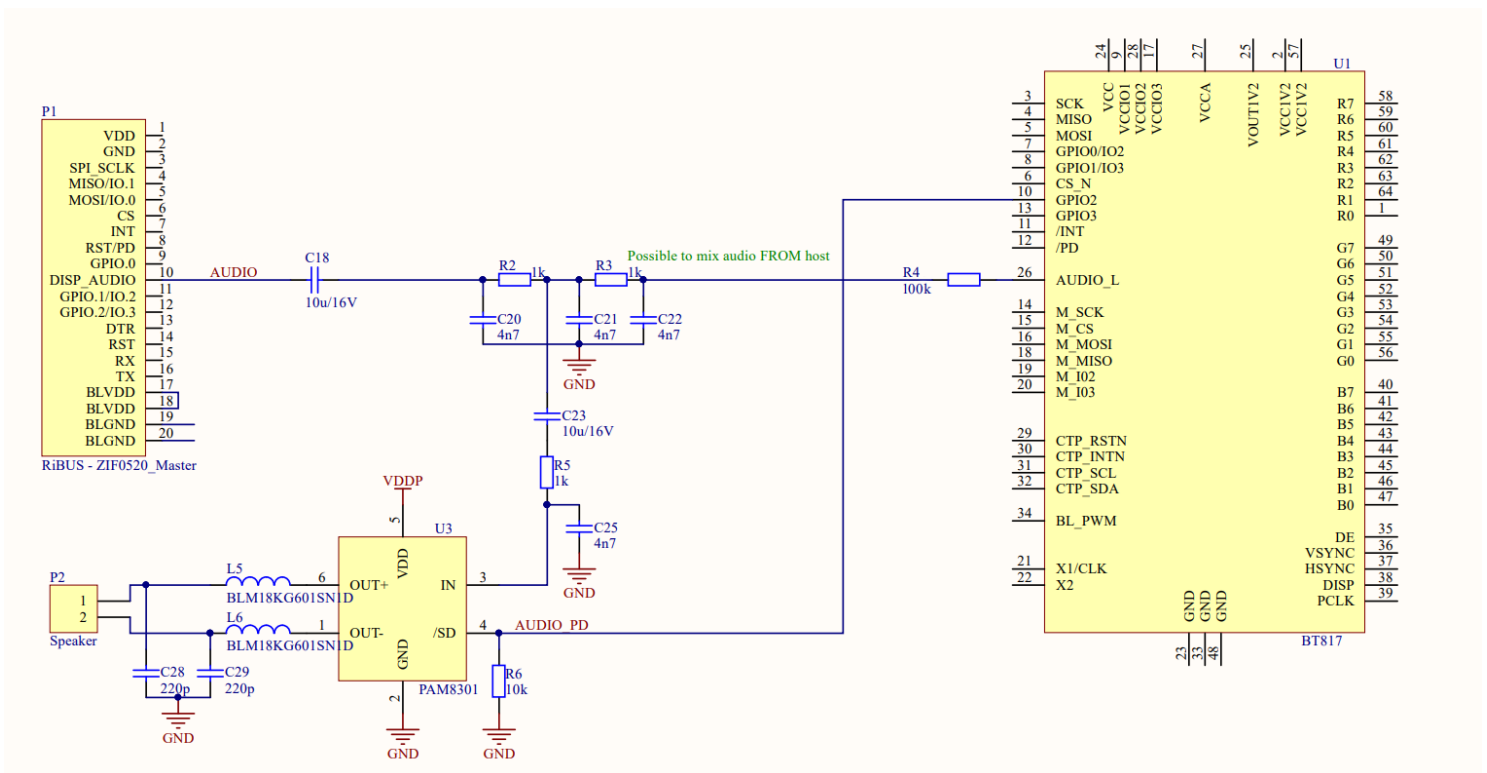 P1
VDD 1
GND 2
SPI_SCLK 3
MISO/IO.1 4
MOSI/IO.0 5
CS 6
INT 7
RST/PD 8
GPIO.0 9
DISP_AUDIO 10
GPIO.1/IO.2 11
GPIO.2/IO.3 12
DTR 13
RST 14
RX 15
TX 16
BLVDD 17
BLVDD 18
BLGND 19
BLGND 20
RiBUS - ZIF0520_Master
AUDIO
C18
10u/16V
R2
1k
R3
1k
Possible to mix audio FROM host
R4
100k
C20
4n7
C21
4n7
C22
4n7
GND
C23
10u/16V
R5
1k
C25
4n7
GND
VDDP
5
U3
VDD
6 OUT+
IN 3
1 OUT-
/SD 4
GND
PAM8301
2
GND
AUDIO_PD
R6
10k
GND
P2
1
2
Speaker
L5
BLM18KG601SN1D
L6
BLM18KG601SN1D
C28
220p
C29
220p
GND
U1
24 VCC
9 VCCIO1
28 VCCIO2
17 VCCIO3
27 VCCA
25 VOUT1V2
2 VCC1V2
57 VCC1V2
3 SCK
4 MISO
5 MOSI
7 GPIO0/IO2
8 GPIO1/IO3
6 CS_N
10 GPIO2
13 GPIO3
11 /INT
12 /PD
26 AUDIO_L
14 M_SCK
15 M_CS
16 M_MOSI
18 M_MISO
19 M_I02
20 M_I03
29 CTP_RSTN
30 CTP_INTN
31 CTP_SCL
32 CTP_SDA
34 BL_PWM
21 X1/CLK
22 X2
R7 58
R6 59
R5 60
R4 61
R3 62
R2 63
R1 64
R0 1
G7 49
G6 50
G5 51
G4 52
G3 53
G2 54
G1 55
G0 56
B7 40
B6 41
B5 42
B4 43
B3 44
B2 45
B1 46
B0 47
DE 35
VSYNC 36
HSYNC 37
DISP 38
PCLK 39
GND 23
GND 33
GND 48
BT817